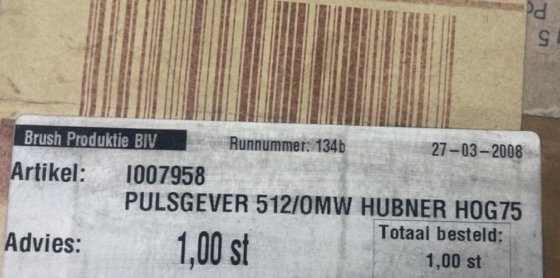 Brush Produktie BIV Runnummer: 134b 27-03-2008
Artikel: I007958
PULSGEVER 512/OMW HUBNER HOG75
Advies: 1,00 st Totaal besteld:
1,00 st